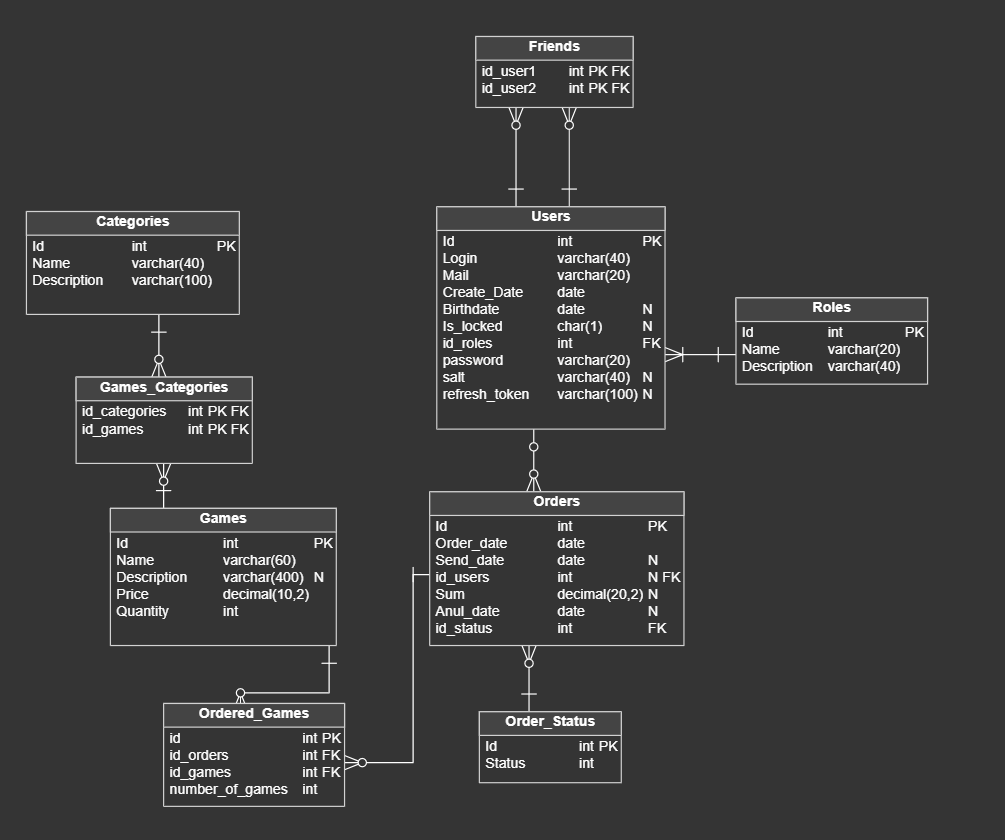 Friends
id_user1 int PK FK
id_user2 int PK FK
Categories
Id int PK
Name varchar(40)
Description varchar(100)
Users
Id int PK
Login varchar(40)
Mail varchar(20)
Create_Date date
Birthdate date N
Is_locked char(1) N
id_roles int FK
password varchar(20)
salt varchar(40) N
refresh_token varchar(100) N
Roles
Id int PK
Name varchar(20)
Description varchar(40)
Games_Categories
id_categories int PK FK
id_games int PK FK
Games
Id int PK
Name varchar(60)
Description varchar(400) N
Price decimal(10,2)
Quantity int
Orders
Id int PK
Order_date date
Send_date date N
id_users int N FK
Sum decimal(20,2) N
Anul_date date N
id_status int FK
Ordered_Games
id int PK
id_orders int FK
id_games int FK
number_of_games int
Order_Status
Id int PK
Status int